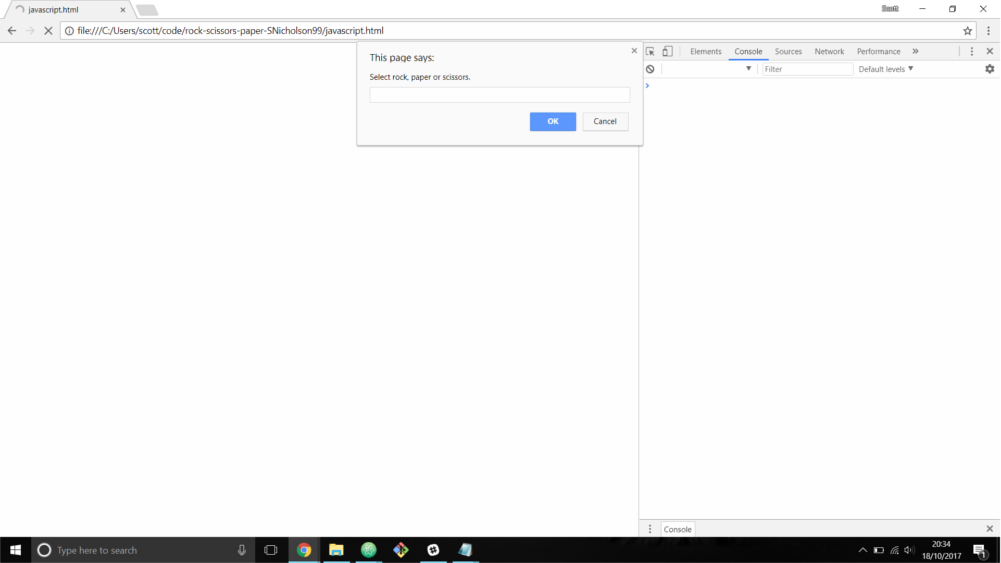 javascript.html
Scott
file:///C:/Users/scott/code/rock-scissors-paper-SNicholson99/javascript.html
This page says:
Select rock, paper or scissors.
OK
Cancel
Elements
Console
Sources
Network
Performance
Filter
Default levels
Console
Type here to search
20:34
18/10/2017
1